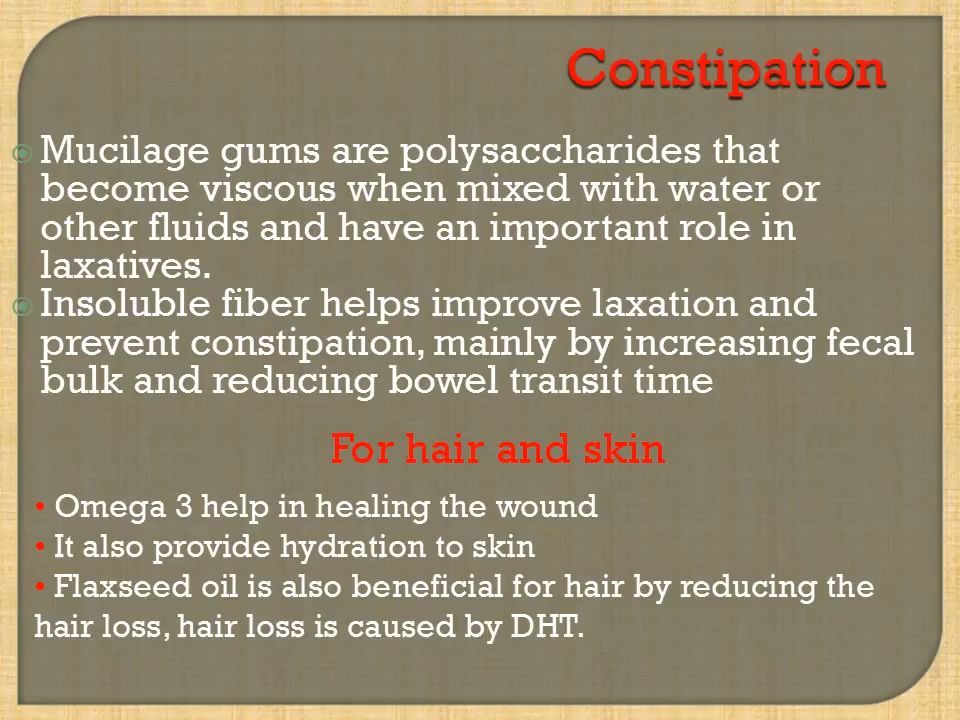 Constipation
Mucilage gums are polysaccharides that
become viscous when mixed with water or
other fluids and have an important role in
laxatives.
Insoluble fiber helps improve laxation and
prevent constipation, mainly by increasing fecal
bulk and reducing bowel transit time
For hair and skin
• Omega 3 help in healing the wound
• It also provide hydration to skin
• Flaxseed oil is also beneficial for hair by reducing the
hair loss, hair loss is caused by DHT.